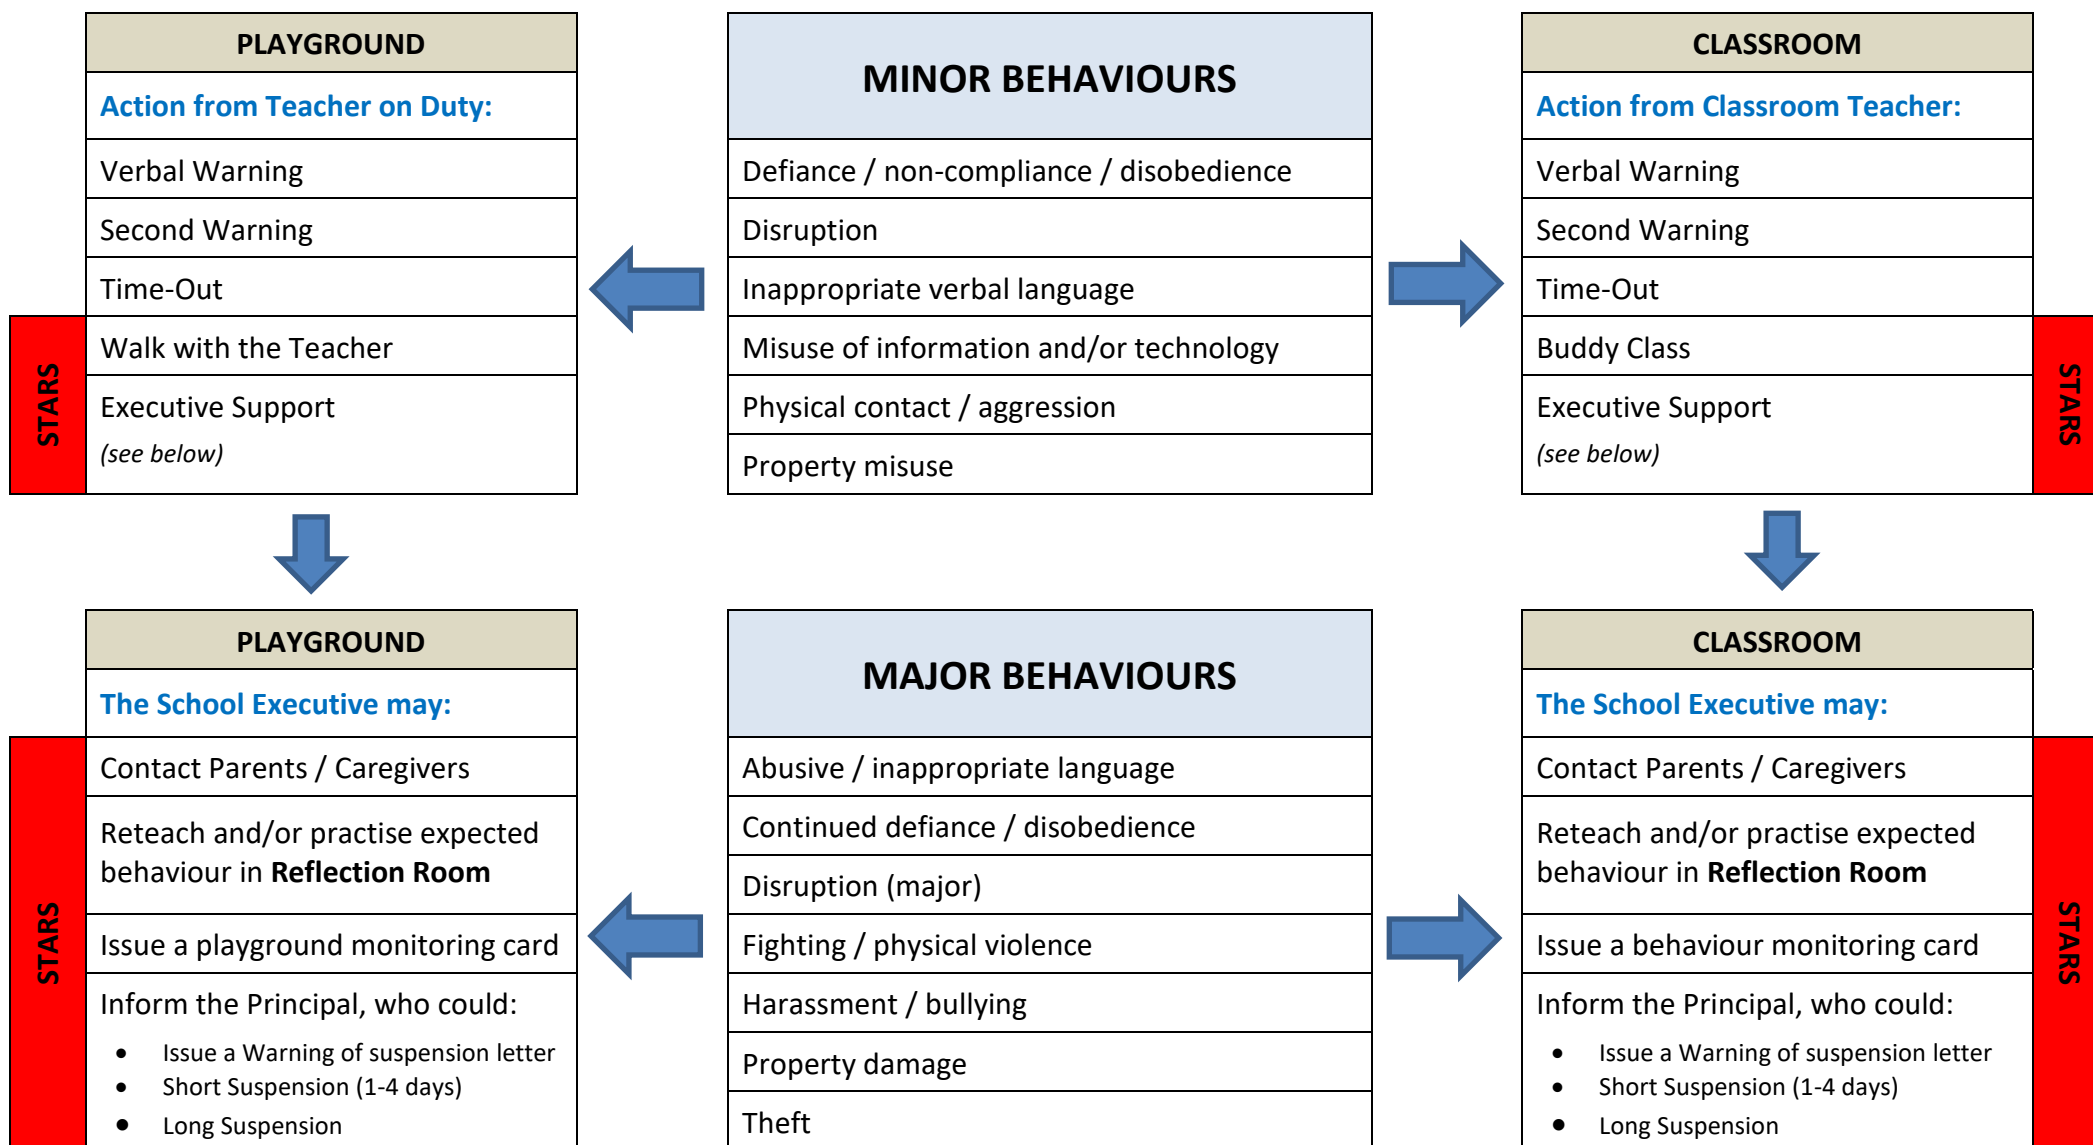 PLAYGROUND
Action from Teacher on Duty:
Verbal Warning
Second Warning
Time-Out
Walk with the Teacher
Executive Support
(see below)
STARS
MINOR BEHAVIOURS
Defiance / non-compliance / disobedience
Disruption
Inappropriate verbal language
Misuse of information and/or technology
Physical contact / aggression
Property misuse
CLASSROOM
Action from Classroom Teacher:
Verbal Warning
Second Warning
Time-Out
Buddy Class
Executive Support
(see below)
STARS
PLAYGROUND
The School Executive may:
Contact Parents / Caregivers
Reteach and/or practise expected
behaviour in Reflection Room
Issue a playground monitoring card
Inform the Principal, who could:
• Issue a Warning of suspension letter
• Short Suspension (1-4 days)
• Long Suspension
STARS
MAJOR BEHAVIOURS
Abusive / inappropriate language
Continued defiance / disobedience
Disruption (major)
Fighting / physical violence
Harassment / bullying
Property damage
Theft
CLASSROOM
The School Executive may:
Contact Parents / Caregivers
Reteach and/or practise expected
behaviour in Reflection Room
Issue a behaviour monitoring card
Inform the Principal, who could:
• Issue a Warning of suspension letter
• Short Suspension (1-4 days)
• Long Suspension
STARS